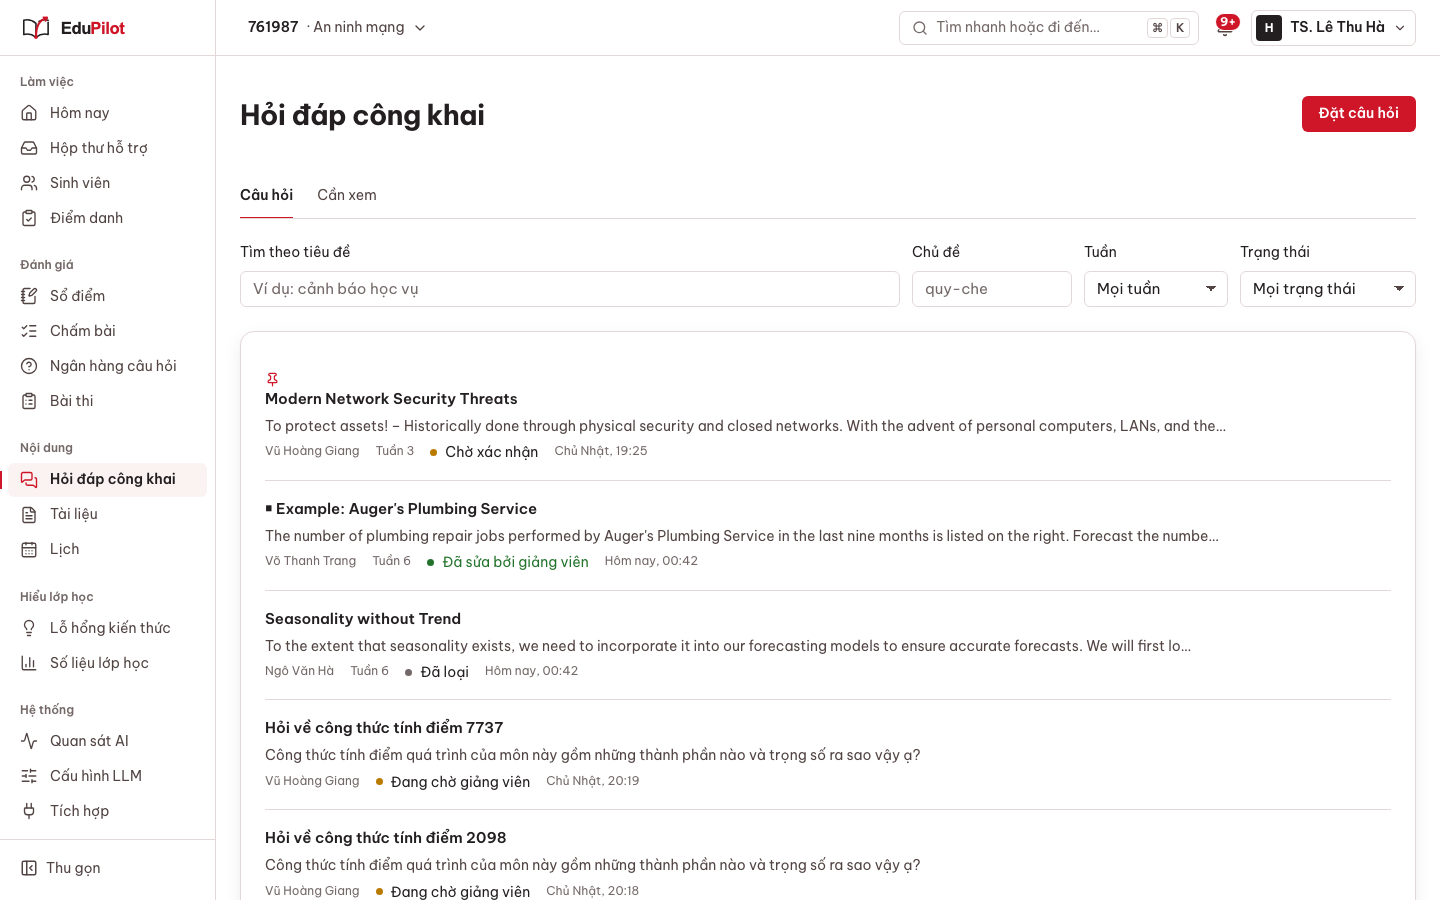 EduPilot
761987 · An ninh mạng
Tìm nhanh hoặc đi đến...
⌘ K
9+
H
TS. Lê Thu Hà
Làm việc
Hôm nay
Hộp thư hỗ trợ
Sinh viên
Điểm danh
Đánh giá
Sổ điểm
Chấm bài
Ngân hàng câu hỏi
Bài thi
Nội dung
Hỏi đáp công khai
Tài liệu
Lịch
Hiểu lớp học
Lỗ hổng kiến thức
Số liệu lớp học
Hệ thống
Quan sát AI
Cấu hình LLM
Tích hợp
Thu gọn
Hỏi đáp công khai
Đặt câu hỏi
Câu hỏi
Cần xem
Tìm theo tiêu đề
Chủ đề
Tuần
Trạng thái
Ví dụ: cảnh báo học vụ
quy-che
Mọi tuần
Mọi trạng thái
Modern Network Security Threats
To protect assets! – Historically done through physical security and closed networks. With the advent of personal computers, LANs, and the...
Vũ Hoàng Giang Tuần 3 Chờ xác nhận Chủ Nhật, 19:25
▪ Example: Auger's Plumbing Service
The number of plumbing repair jobs performed by Auger's Plumbing Service in the last nine months is listed on the right. Forecast the numbe...
Võ Thanh Trang Tuần 6 Đã sửa bởi giảng viên Hôm nay, 00:42
Seasonality without Trend
To the extent that seasonality exists, we need to incorporate it into our forecasting models to ensure accurate forecasts. We will first lo...
Ngô Văn Hà Tuần 6 Đã loại Hôm nay, 00:42
Hỏi về công thức tính điểm 7737
Công thức tính điểm quá trình của môn này gồm những thành phần nào và trọng số ra sao vậy ạ?
Vũ Hoàng Giang Đang chờ giảng viên Chủ Nhật, 20:19
Hỏi về công thức tính điểm 2098
Công thức tính điểm quá trình của môn này gồm những thành phần nào và trọng số ra sao vậy ạ?
Vũ Hoàng Giang Đang chờ giảng viên Chủ Nhật, 20:18